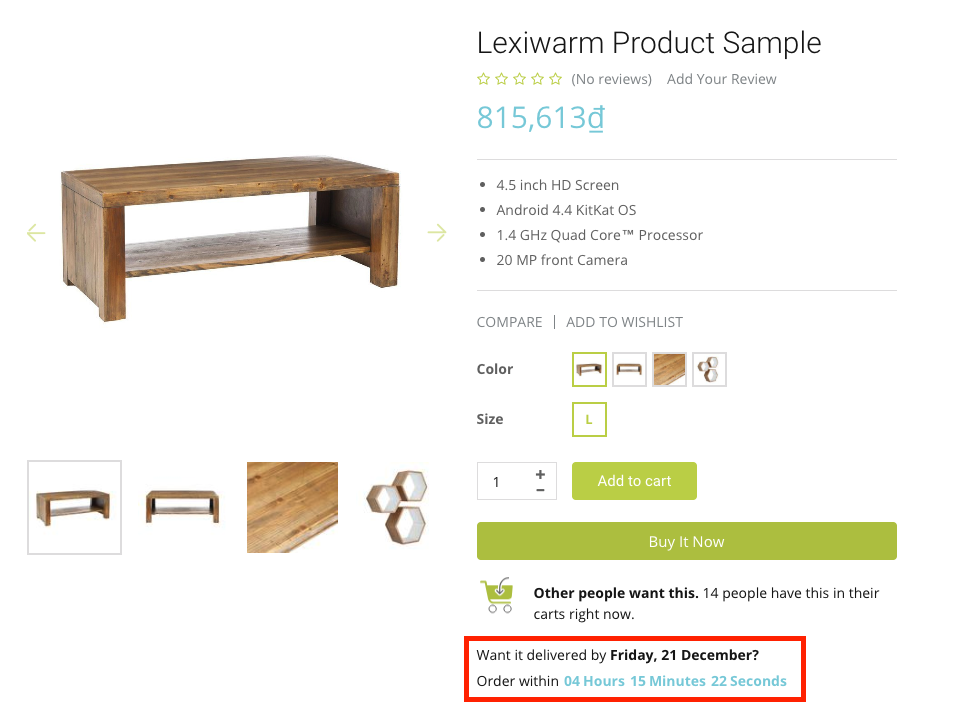 Lexiwarm Product Sample
(No reviews) Add Your Review
815,613₫
4.5 inch HD Screen
Android 4.4 KitKat OS
1.4 GHz Quad Core™ Processor
20 MP front Camera
COMPARE | ADD TO WISHLIST
Color
Size L
1 + − Add to cart
Buy It Now
Other people want this. 14 people have this in their
carts right now.
Want it delivered by Friday, 21 December?
Order within 04 Hours 15 Minutes 22 Seconds